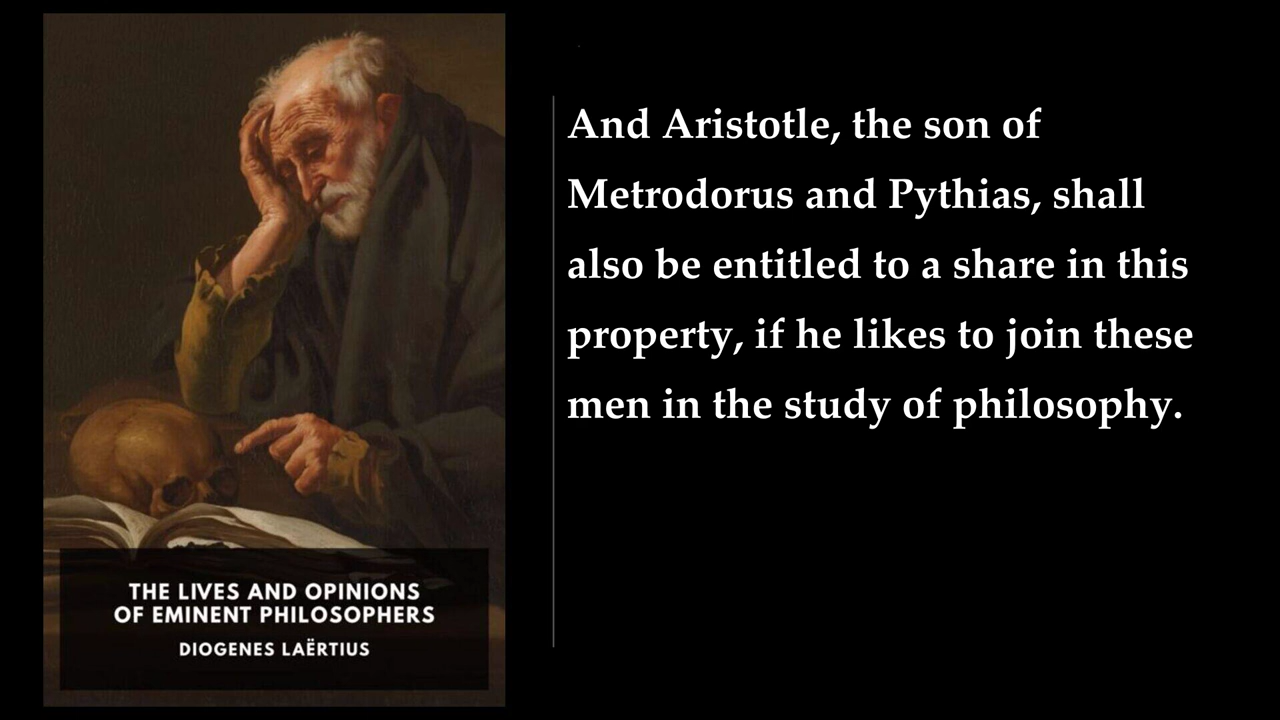 And Aristotle, the son of
Metrodorus and Pythias, shall
also be entitled to a share in this
property, if he likes to join these
men in the study of philosophy.
THE LIVES AND OPINIONS
OF EMINENT PHILOSOPHERS
DIOGENES LAËRTIUS